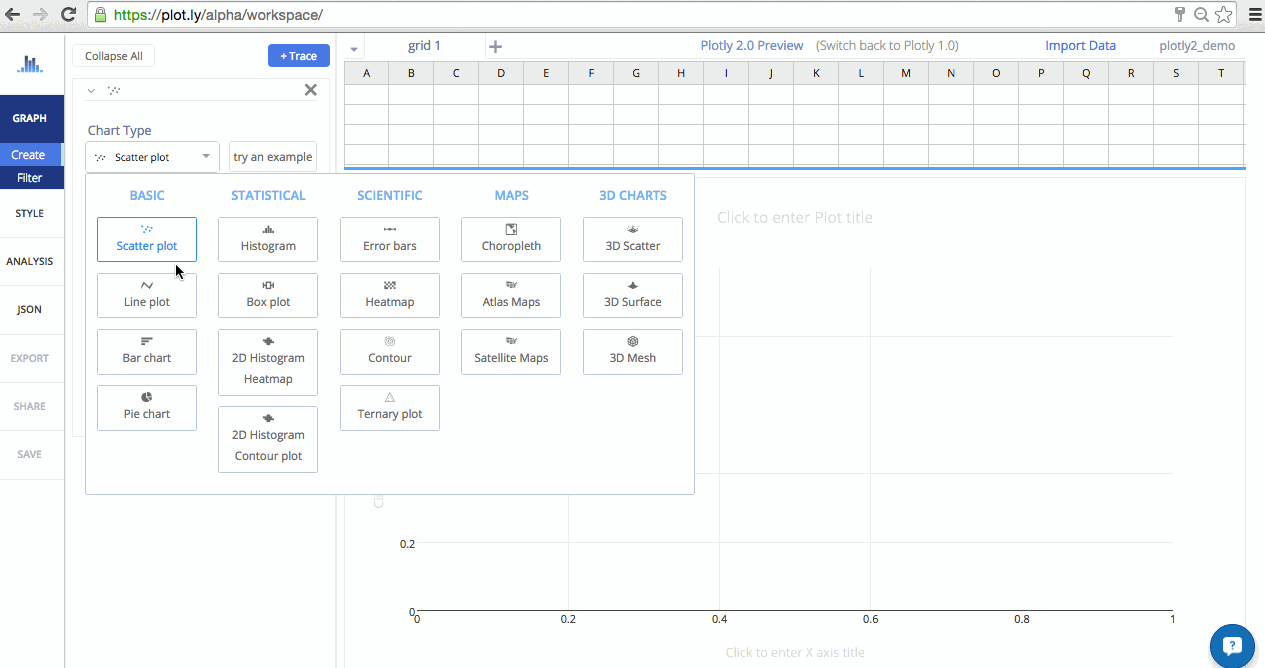 https://plot.ly/alpha/workspace/
Collapse All
+ Trace
grid 1
+
Plotly 2.0 Preview (Switch back to Plotly 1.0)
Import Data
plotly2_demo
A B C D E F G H I J K L M N O P Q R S T
GRAPH
Create
Filter
STYLE
ANALYSIS
JSON
EXPORT
SHARE
SAVE
Chart Type
Scatter plot
try an example
BASIC STATISTICAL SCIENTIFIC MAPS 3D CHARTS
Scatter plot Histogram Error bars Choropleth 3D Scatter
Line plot Box plot Heatmap Atlas Maps 3D Surface
Bar chart 2D Histogram Contour Satellite Maps 3D Mesh
Heatmap
Pie chart Ternary plot
2D Histogram
Contour plot
Click to enter Plot title
0.2
0
0 0.2 0.4 0.6 0.8 1
Click to enter X axis title
?